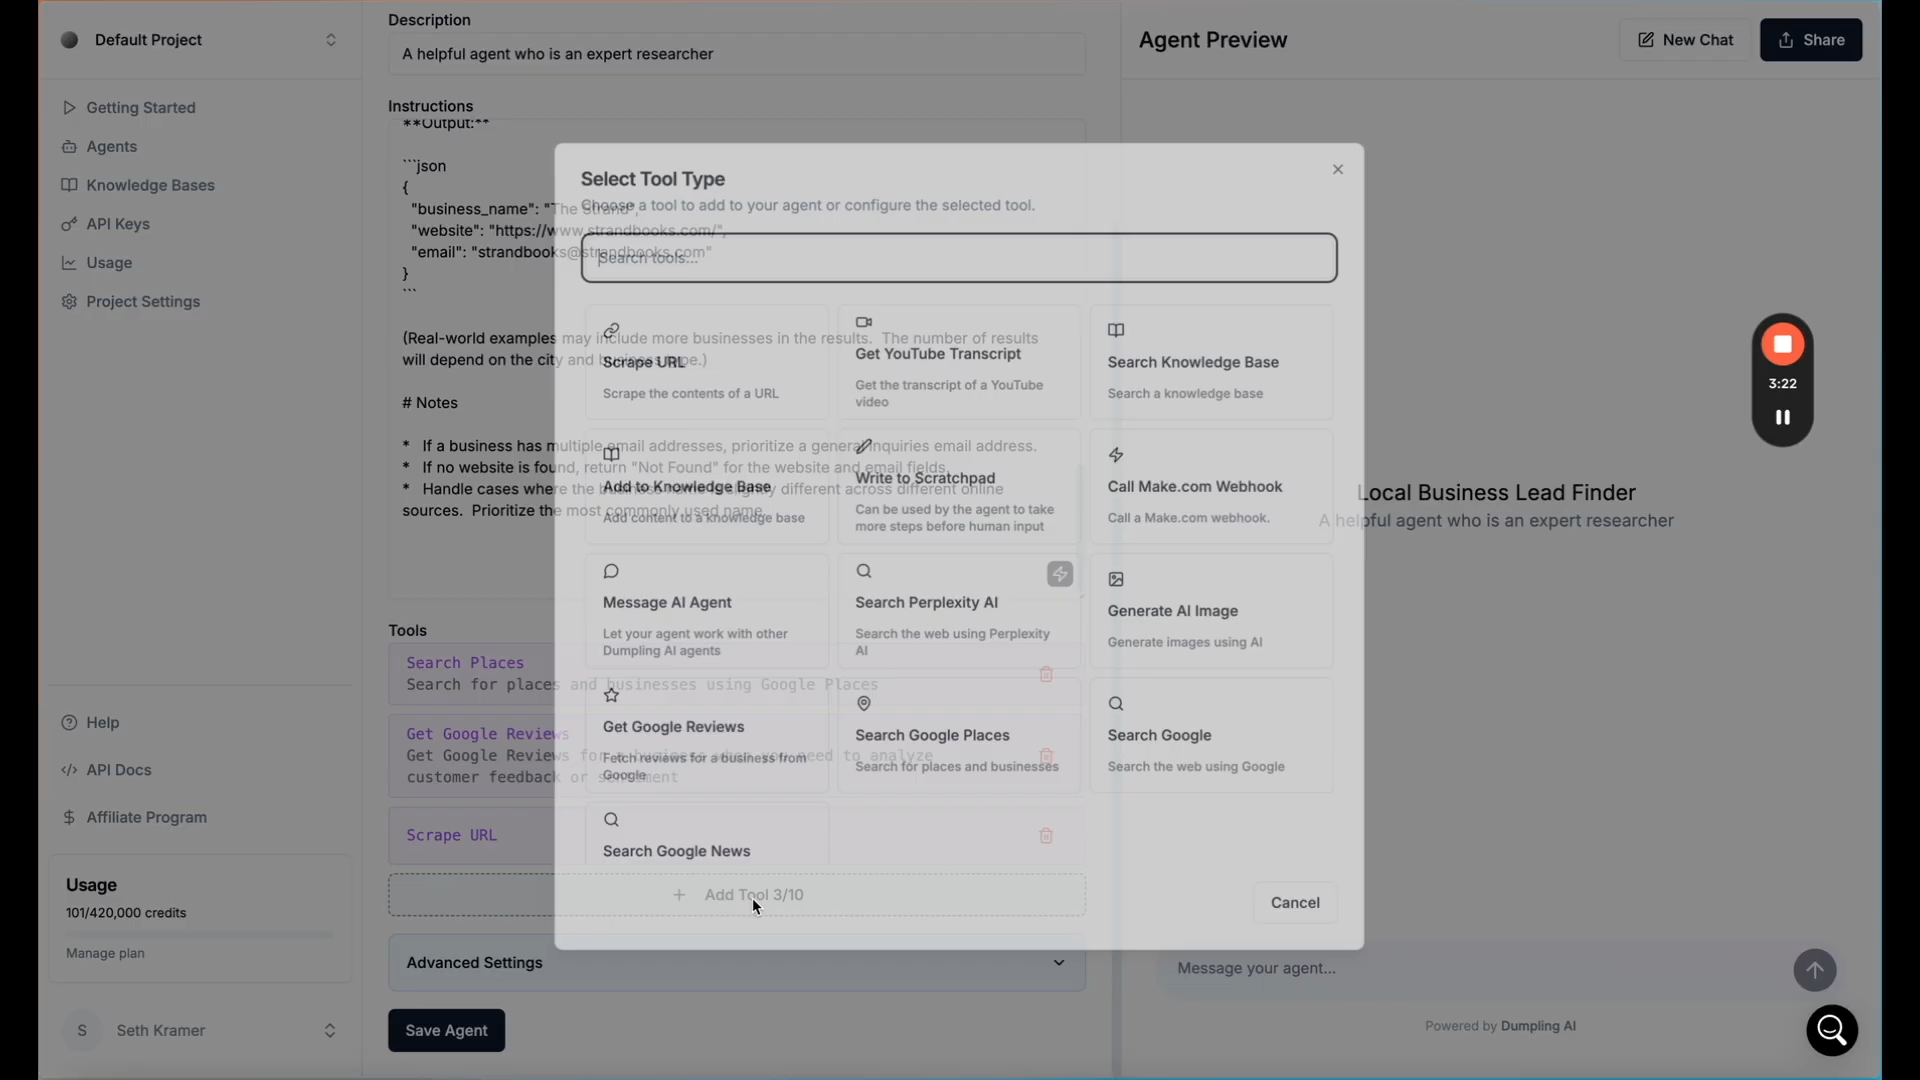 Default Project
Getting Started
Agents
Knowledge Bases
API Keys
Usage
Project Settings
Help
API Docs
Affiliate Program
Usage
101/420,000 credits
Manage plan
S
Seth Kramer
Description
A helpful agent who is an expert researcher
Instructions
**Output:**
```json
{
"business_name": "The Strand",
"website": "https://www.strandbooks.com/",
"email": "strandbooks@strandbooks.com"
}
```
(Real-world examples may include more businesses in the results. The number of results
will depend on the city and business type.)
# Notes
* If a business has multiple email addresses, prioritize a general inquiries email address.
* If no website is found, return "Not Found" for the website and email fields.
* Handle cases where the business name is slightly different across different online
sources. Prioritize the most commonly used name.
Tools
Search Places
Search for places and businesses using Google Places
Get Google Reviews
Get Google Reviews for a business when you need to analyze
customer feedback or sentiment
Scrape URL
Add Tool 3/10
Advanced Settings
Save Agent
Select Tool Type
Choose a tool to add to your agent or configure the selected tool.
Search tools...
Scrape URL
Scrape the contents of a URL
Get YouTube Transcript
Get the transcript of a YouTube
video
Search Knowledge Base
Search a knowledge base
Add to Knowledge Base
Add content to a knowledge base
Write to Scratchpad
Can be used by the agent to take
more steps before human input
Call Make.com Webhook
Call a Make.com webhook.
Message AI Agent
Let your agent work with other
Dumpling AI agents
Search Perplexity AI
Search the web using Perplexity
AI
Generate AI Image
Generate images using AI
Get Google Reviews
Fetch reviews for a business from
Google
Search Google Places
Search for places and businesses
Search Google
Search the web using Google
Search Google News
Cancel
Agent Preview
New Chat
Share
3:22
Local Business Lead Finder
A helpful agent who is an expert researcher
Message your agent...
Powered by Dumpling AI